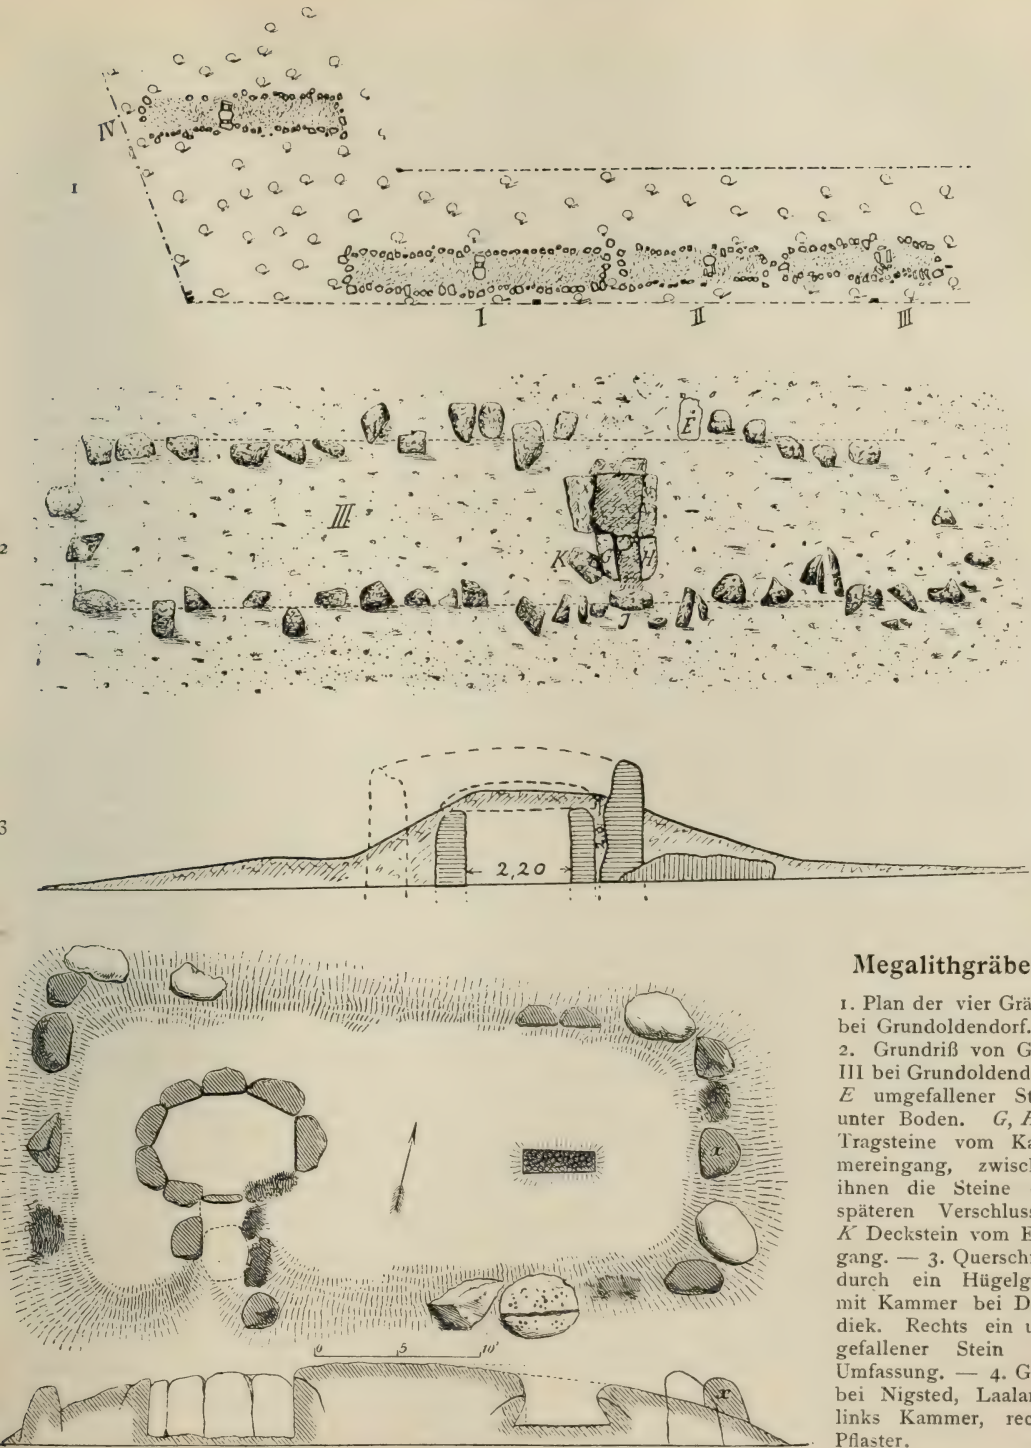 IV
1
I
II
III
E
III
2
K
G
H
J
3
2,20
0 5 10'
x
x
Megalithgräbe
1. Plan der vier Grä
bei Grundoldendorf.
2. Grundriß von G
III bei Grundoldend
E umgefallener St
unter Boden. G,
Tragsteine vom Ka
mereingang, zwisc
ihnen die Steine
späteren Verschlus
K Deckstein vom E
gang. — 3. Quersch
durch ein Hügelg
mit Kammer bei D
diek. Rechts ein u
gefallener Stein
Umfassung. — 4. G
bei Nigsted, Laala
links Kammer, rec
Pflaster.